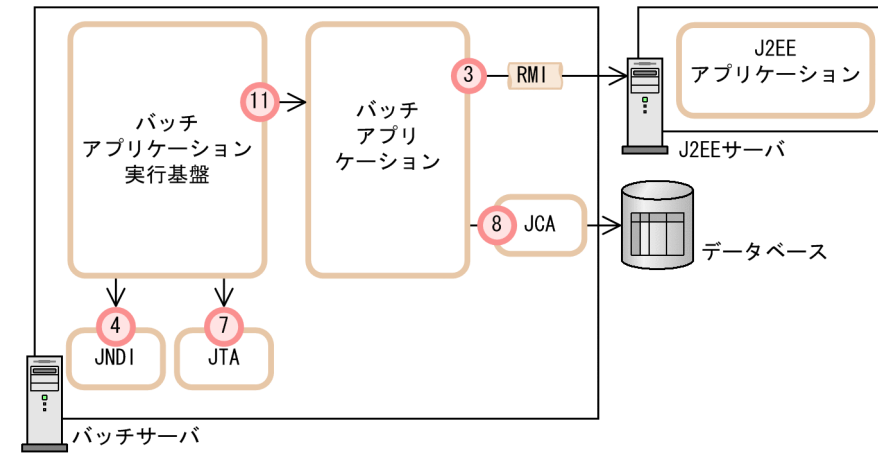 バッチ
アプリケーション
実行基盤
11
バッチ
アプリ
ケーション
3
RMI
J2EE
アプリケーション
J2EEサーバ
8
JCA
データベース
4
JNDI
7
JTA
バッチサーバ